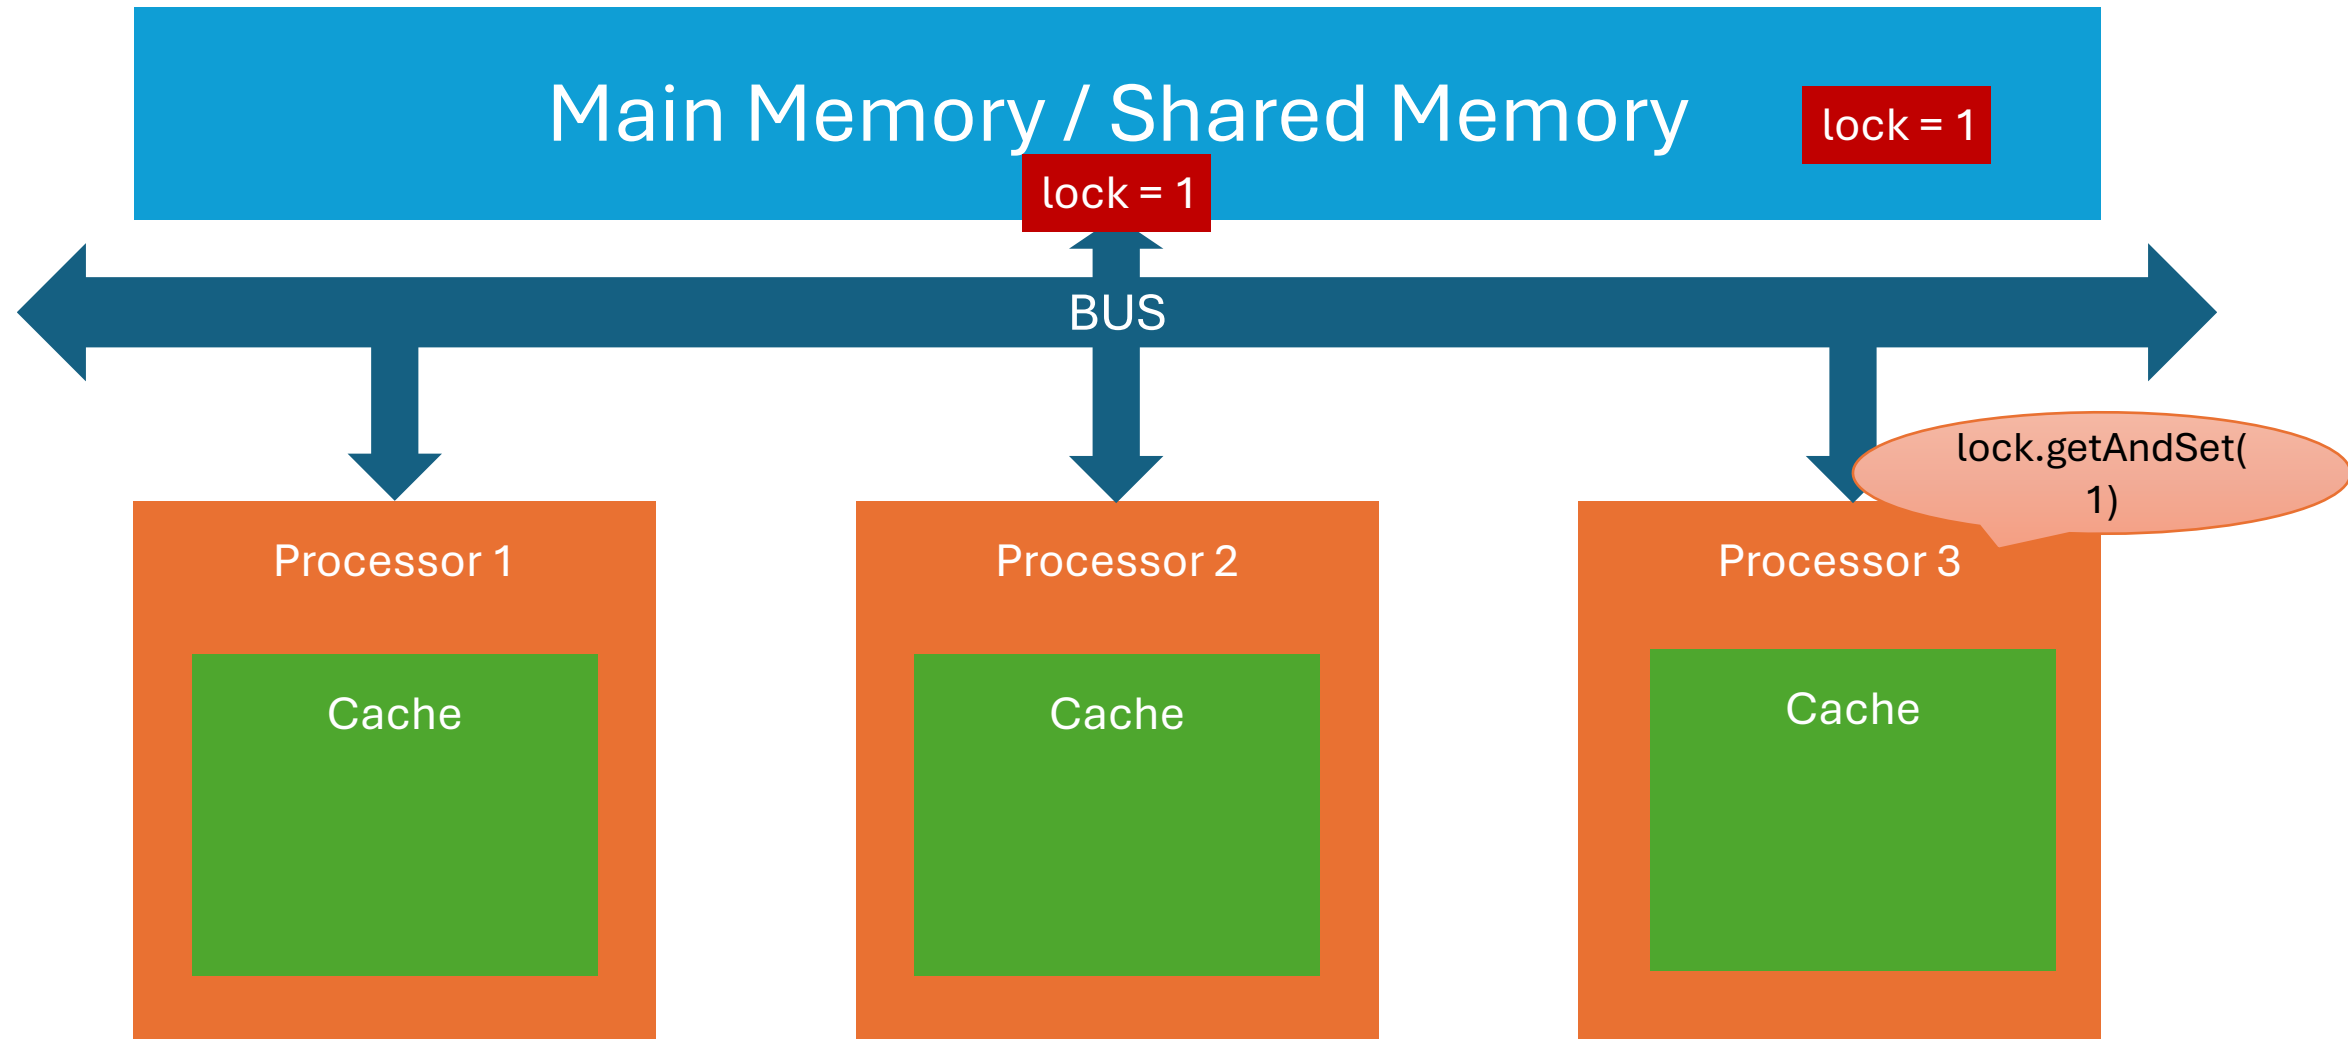 Main Memory / Shared Memory
lock = 1
lock = 1
BUS
lock.getAndSet(
1)
Processor 1
Processor 2
Processor 3
Cache
Cache
Cache